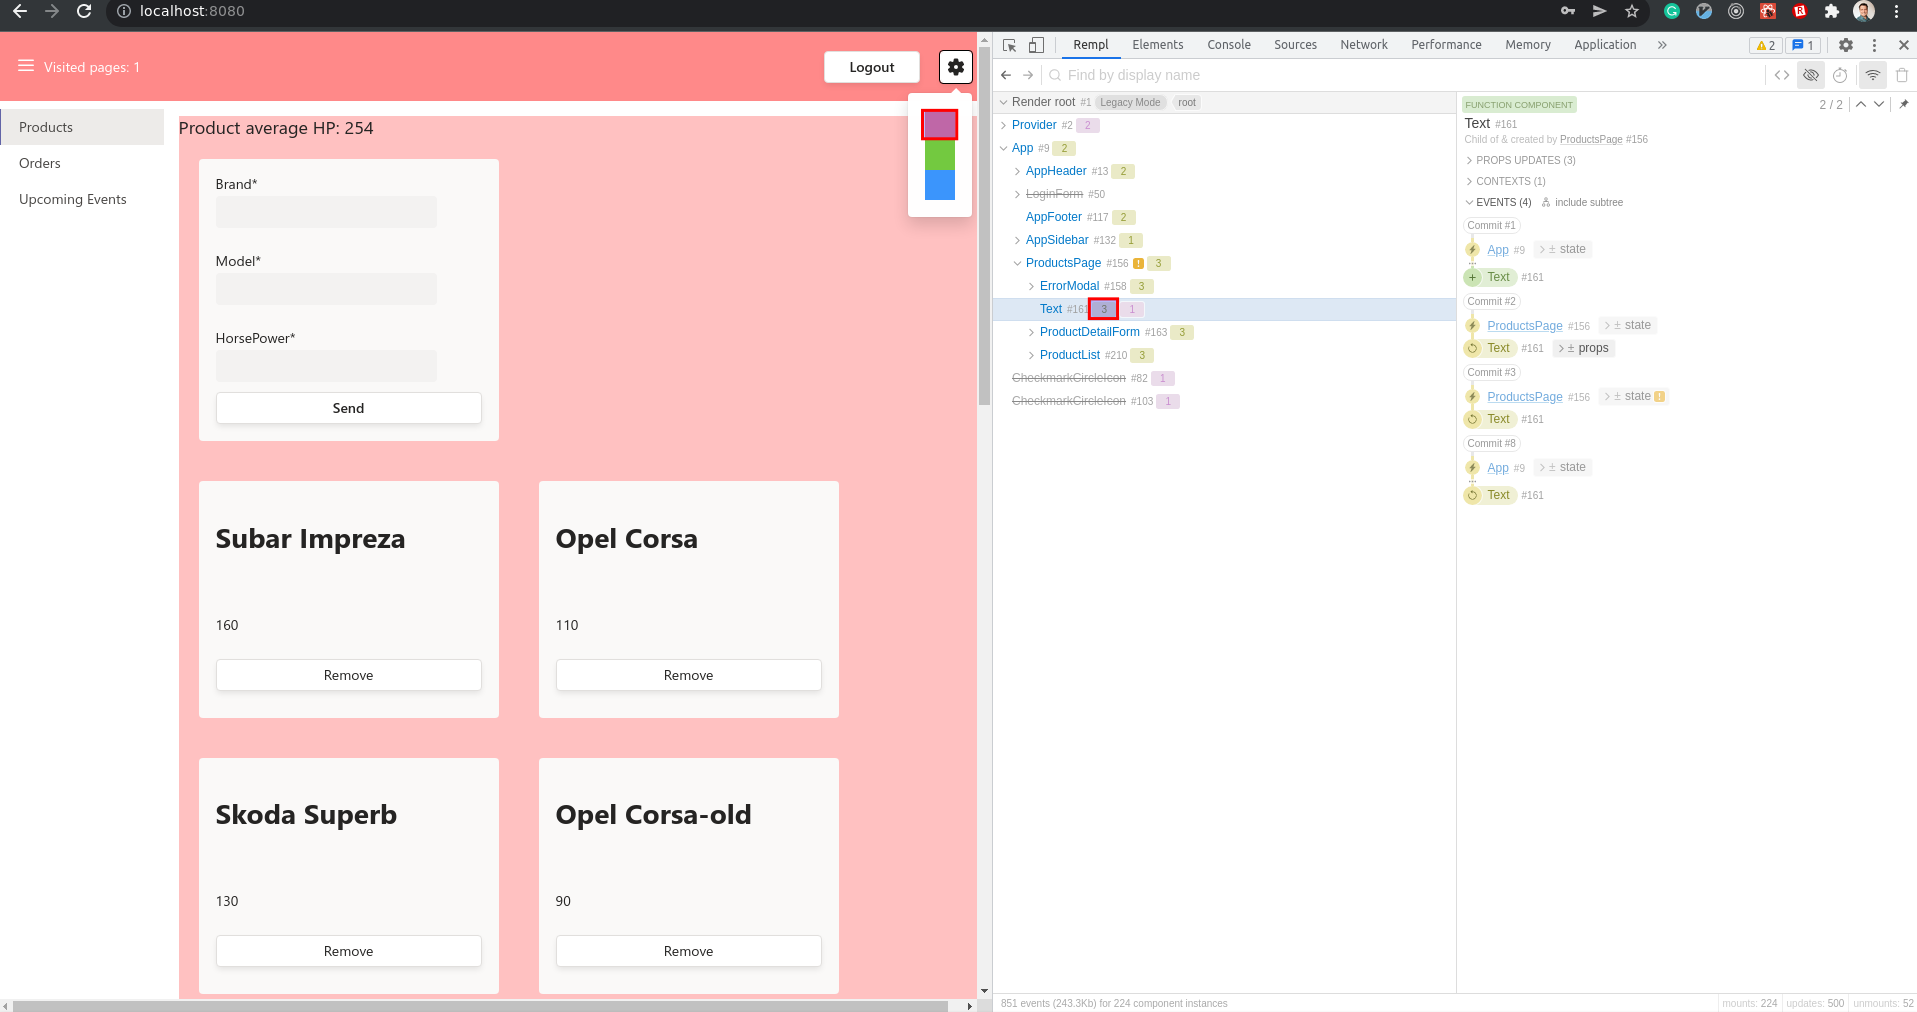 localhost:8080
Visited pages: 1
Logout
Products
Orders
Upcoming Events
Product average HP: 254
Brand*
Model*
HorsePower*
Send
Subar Impreza
160
Remove
Opel Corsa
110
Remove
Skoda Superb
130
Remove
Opel Corsa-old
90
Remove
Rempl Elements Console Sources Network Performance Memory Application » 2 1
Find by display name
Render root #1 Legacy Mode root
Provider #2 2
App #9 2
AppHeader #13 2
LoginForm #50
AppFooter #117 2
AppSidebar #132 1
ProductsPage #156 ! 3
ErrorModal #158 3
Text #161 3 1
ProductDetailForm #163 3
ProductList #210 3
CheckmarkCircleIcon #82 1
CheckmarkCircleIcon #103 1
FUNCTION COMPONENT 2 / 2
Text #161
Child of & created by ProductsPage #156
PROPS UPDATES (3)
CONTEXTS (1)
EVENTS (4) include subtree
Commit #1
App #9 ± state
+ Text #161
Commit #2
ProductsPage #156 ± state
Text #161 ± props
Commit #3
ProductsPage #156 ± state !
Text #161
Commit #8
App #9 ± state
Text #161
851 events (243.3Kb) for 224 component instances
mounts: 224 updates: 500 unmounts: 52